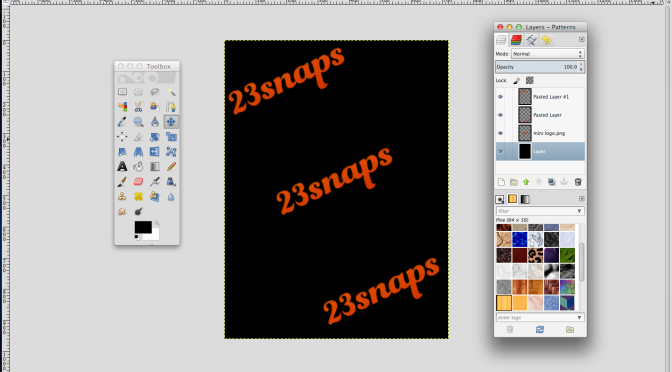 Toolbox
23snaps
23snaps
23snaps
Layers – Patterns
Mode: Normal
Opacity 100.0
Lock:
Pasted Layer #1
Pasted Layer
mini logo.png
Layer
filter
Pine (64 × 56)
enter tags